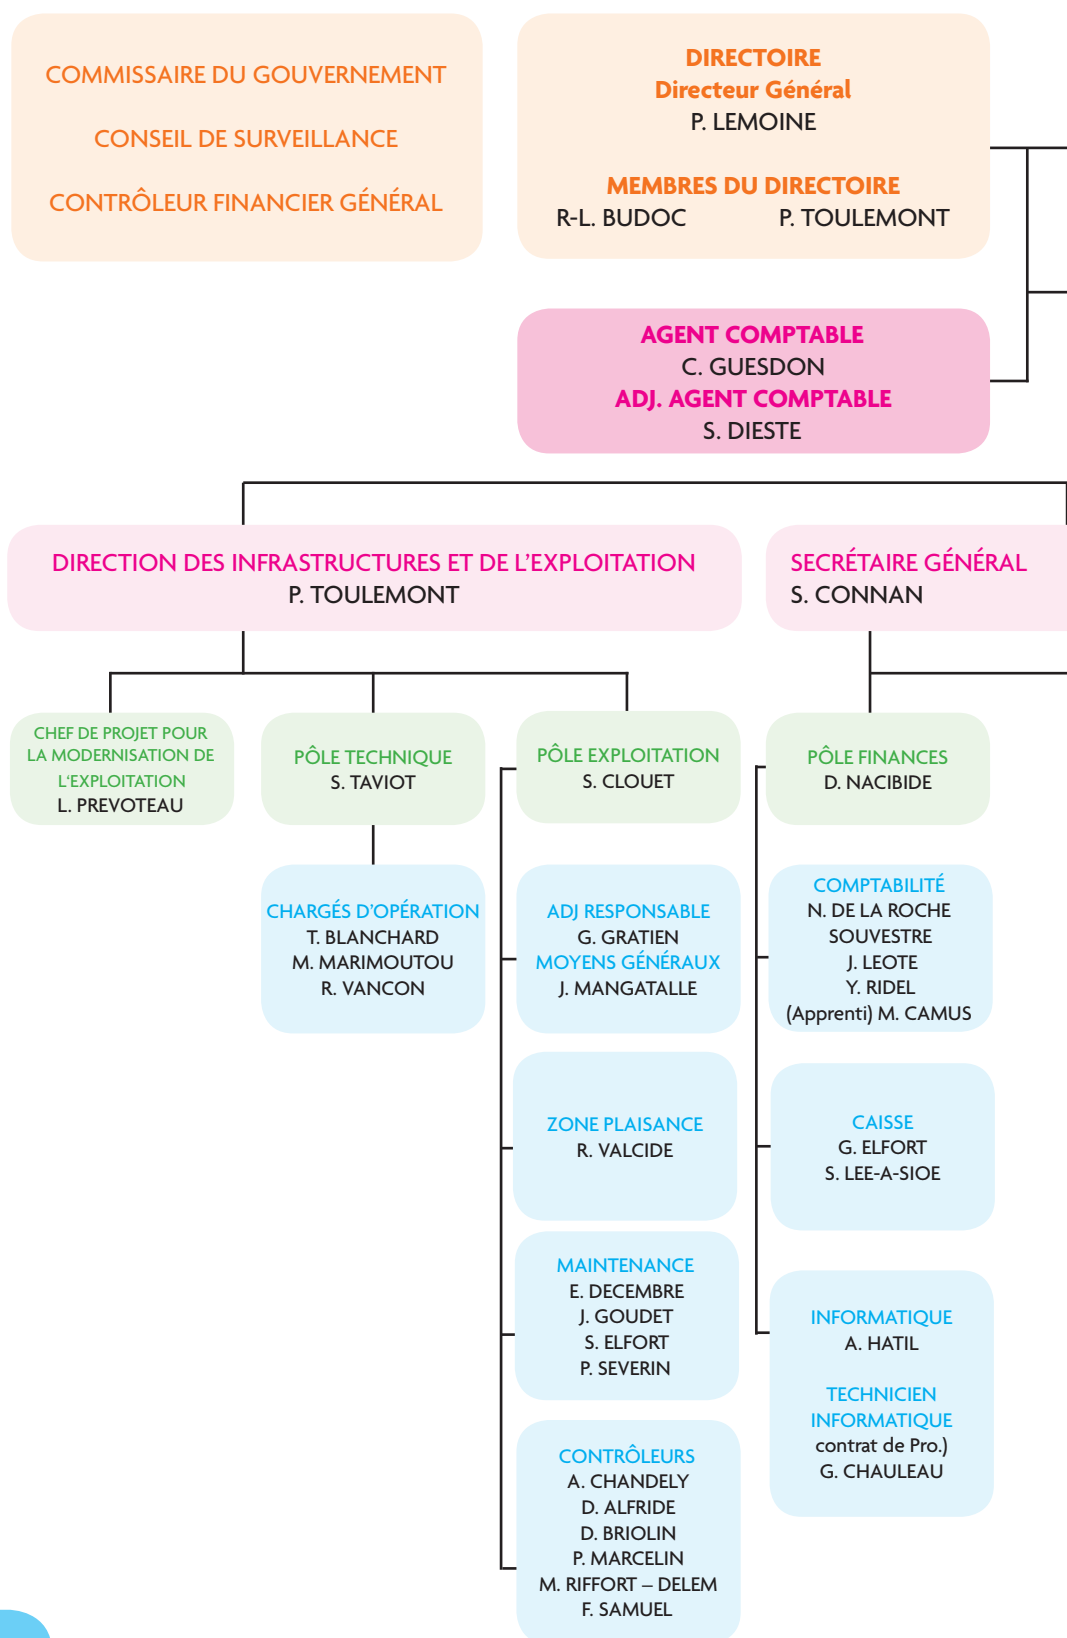 COMMISSAIRE DU GOUVERNEMENT
CONSEIL DE SURVEILLANCE
CONTRÔLEUR FINANCIER GÉNÉRAL
DIRECTOIRE
Directeur Général
P. LEMOINE
MEMBRES DU DIRECTOIRE
R-L. BUDOC P. TOULEMONT
AGENT COMPTABLE
C. GUESDON
ADJ. AGENT COMPTABLE
S. DIESTE
DIRECTION DES INFRASTRUCTURES ET DE L'EXPLOITATION
P. TOULEMONT
SECRÉTAIRE GÉNÉRAL
S. CONNAN
CHEF DE PROJET POUR
LA MODERNISATION DE
L'EXPLOITATION
L. PREVOTEAU
PÔLE TECHNIQUE
S. TAVIOT
PÔLE EXPLOITATION
S. CLOUET
PÔLE FINANCES
D. NACIBIDE
CHARGÉS D'OPÉRATION
T. BLANCHARD
M. MARIMOUTOU
R. VANCON
ADJ RESPONSABLE
G. GRATIEN
MOYENS GÉNÉRAUX
J. MANGATALLE
COMPTABILITÉ
N. DE LA ROCHE
SOUVESTRE
J. LEOTE
Y. RIDEL
(Apprenti) M. CAMUS
ZONE PLAISANCE
R. VALCIDE
CAISSE
G. ELFORT
S. LEE-A-SIOE
MAINTENANCE
E. DECEMBRE
J. GOUDET
S. ELFORT
P. SEVERIN
INFORMATIQUE
A. HATIL
TECHNICIEN
INFORMATIQUE
contrat de Pro.)
G. CHAULEAU
CONTRÔLEURS
A. CHANDELY
D. ALFRIDE
D. BRIOLIN
P. MARCELIN
M. RIFFORT – DELEM
F. SAMUEL